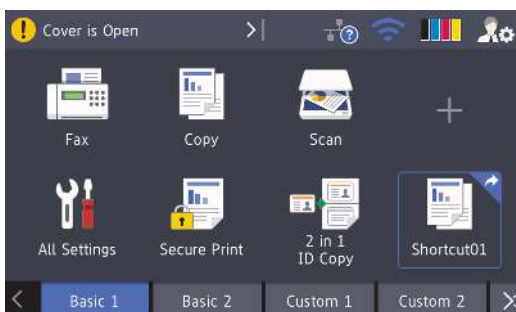 Cover is Open
Fax
Copy
Scan
All Settings
Secure Print
2 in 1
ID Copy
Shortcut01
Basic 1
Basic 2
Custom 1
Custom 2